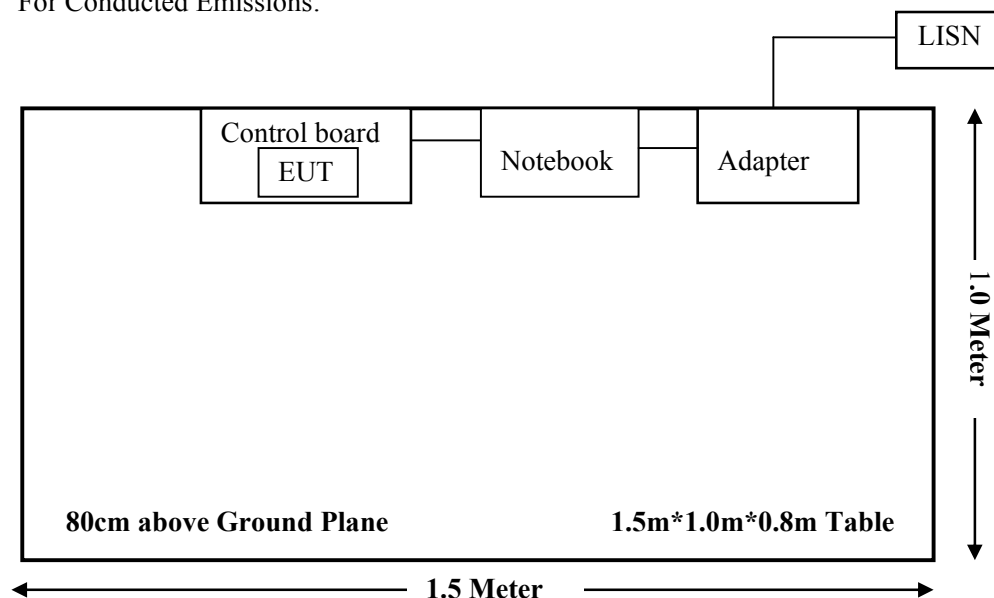 For Conducted Emissions:
LISN
Control board
EUT
Notebook
Adapter
1.0 Meter
80cm above Ground Plane
1.5m*1.0m*0.8m Table
1.5 Meter